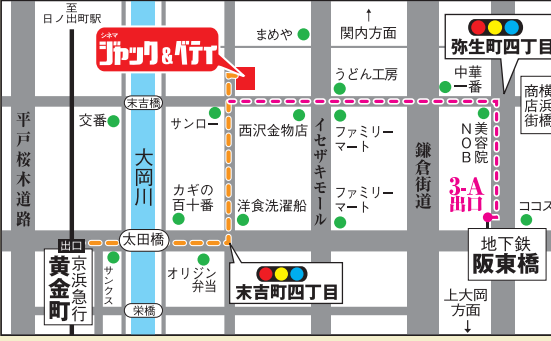 至
日ノ出町駅
シネマ
ジャック&ベティ
まめや
関内方面
弥生町四丁目
うどん工房
中華
一番
横浜橋
商店街
末吉橋
平戸桜木道路
交番
サンロー
西沢金物店
イセザキモール
ファミリー
マート
鎌倉街道
美容院
NOB
大岡川
カギの
百十番
洋食洗濯船
ファミリー
マート
3-A
出口
ココス
出口
太田橋
京浜急行
黄金町
サンクス
オリジン
弁当
末吉町四丁目
地下鉄
阪東橋
栄橋
上大岡
方面